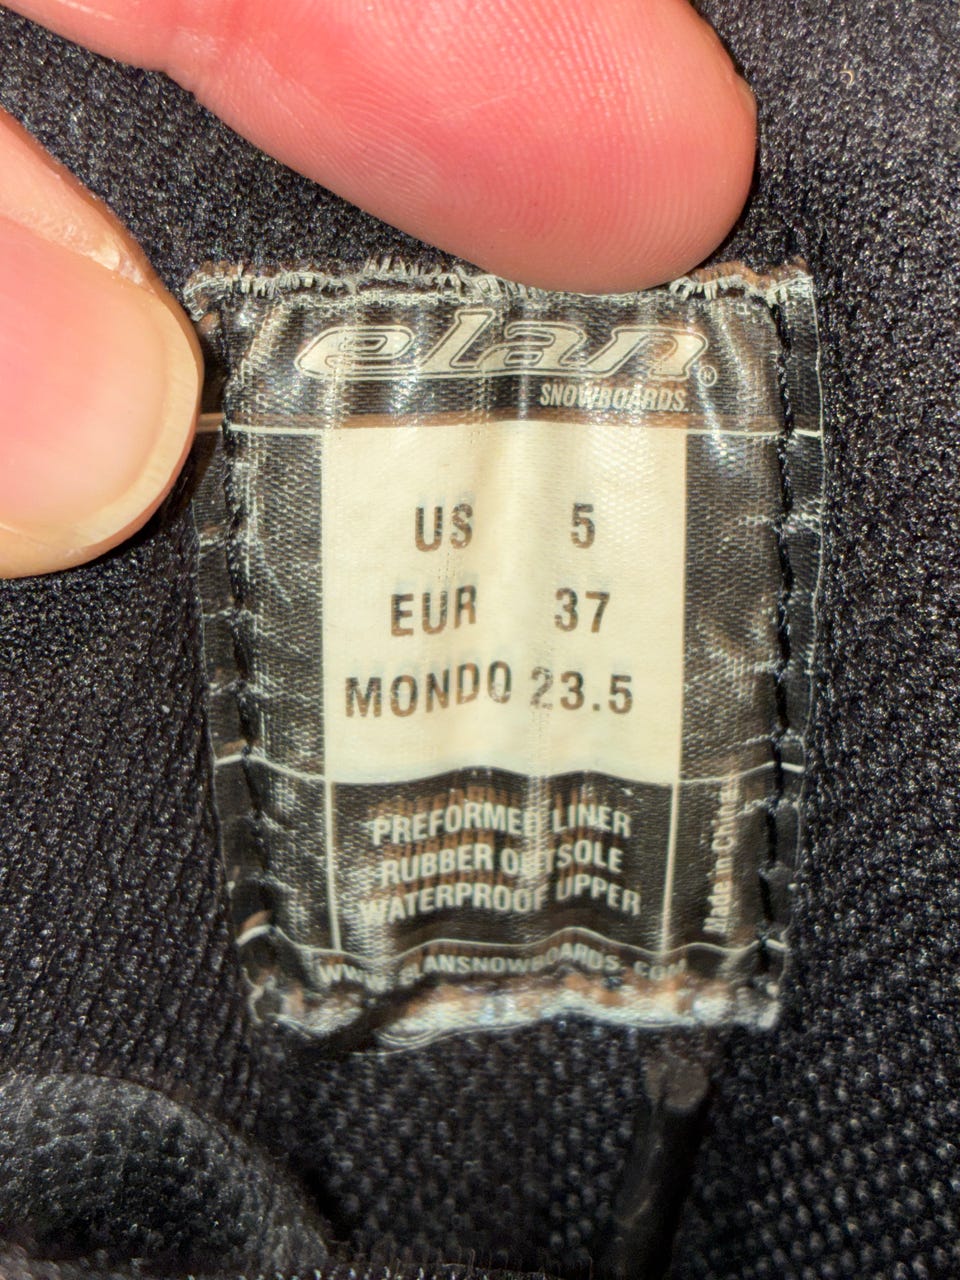 elan®
SNOWBOARDS
US 5
EUR 37
MONDO 23.5
PREFORMED LINER
RUBBER OUTSOLE
WATERPROOF UPPER
Made in China
WWW.ELANSNOWBOARDS.COM